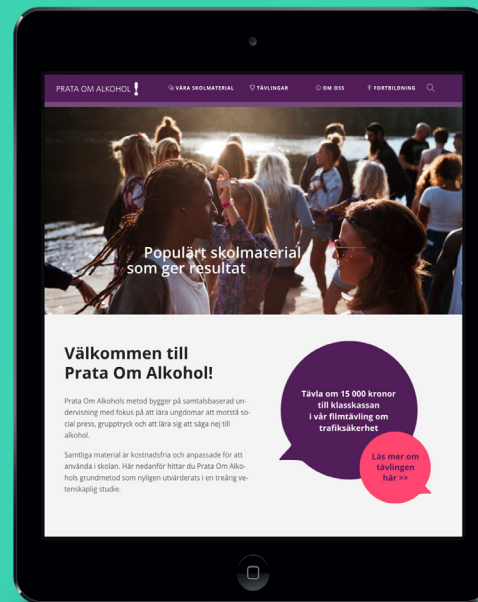 PRATA OM ALKOHOL!
VÅRA SKOLMATERIAL
TÄVLINGAR
OM OSS
FORTBILDNING
Populärt skolmaterial
som ger resultat
Välkommen till
Prata Om Alkohol!
Prata Om Alkohols metod bygger på samtalsbaserad un-
dervisning med fokus på att lära ungdomar att motstå so-
cial press, grupptryck och att lära sig att säga nej till
alkohol.
Samtliga material är kostnadsfria och anpassade för att
använda i skolan. Här nedanför hittar du Prata Om Alko-
hols grundmetod som nyligen utvärderats i en treårig ve-
tenskaplig studie.
Tävla om 15 000 kronor
till klasskassan
i vår filmtävling om
trafiksäkerhet
Läs mer om
tävlingen
här >>